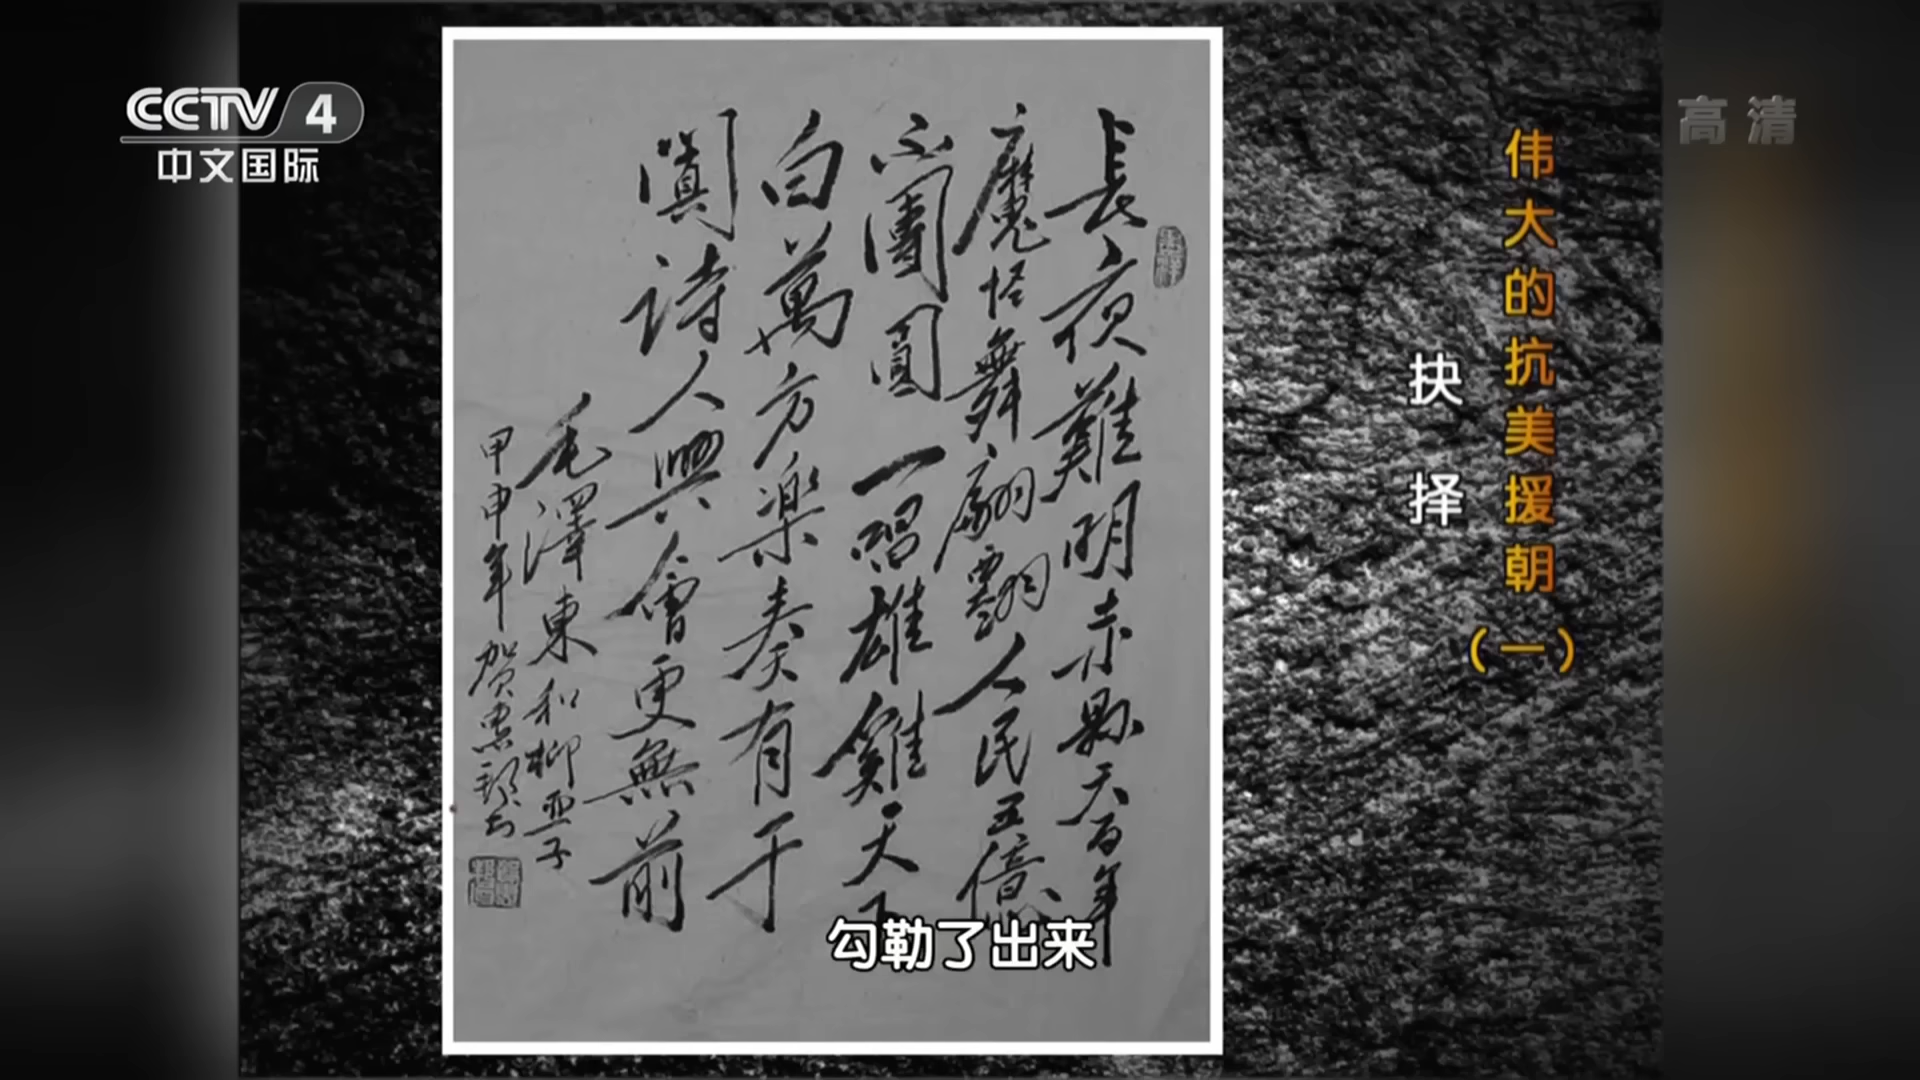 CCTV 4
中文国际
高清
伟大的抗美援朝
（一）
抉择
長夜難明赤縣天百年
魔怪舞翩翩人民五億
不團圓一唱雄雞天下
白萬方樂奏有于
闐詩人興會更無前
毛澤東和柳亞子
甲申年賀惠
勾勒了出来